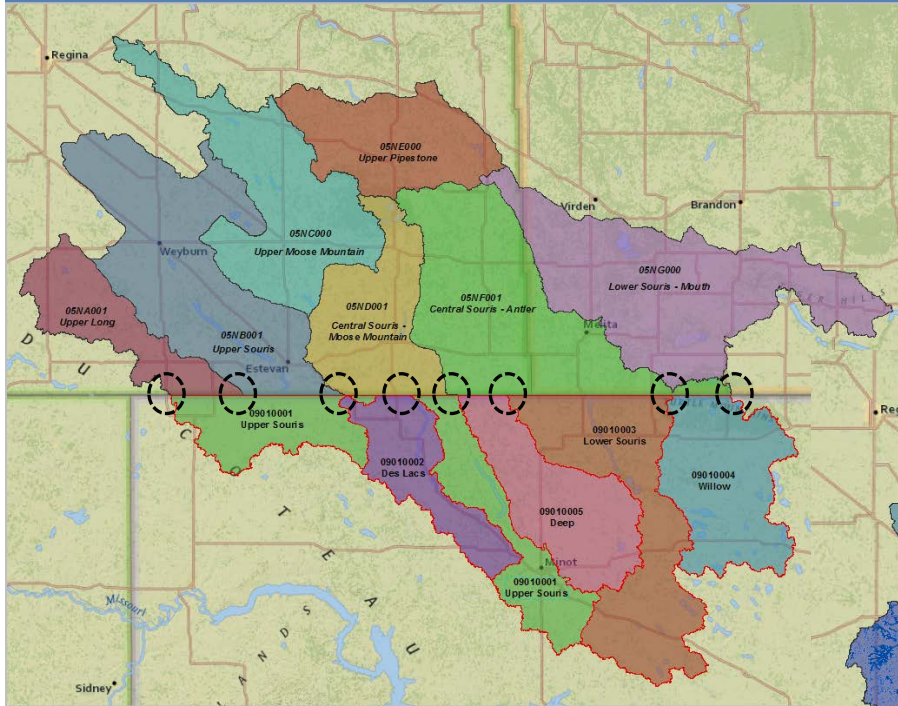 Regina
05NE000
Upper Pipestone
Virden
Brandon
05NC000
Upper Moose Mountain
Weyburn
05NG000
Lower Souris - Mouth
05NA001
Upper Long
05ND001
Central Souris -
Moose Mountain
05NF001
Central Souris - Antler
Melita
05NB001
Upper Souris
Estevan
D U
C O T E A U
09010001
Upper Souris
09010002
Des Lacs
09010003
Lower Souris
09010004
Willow
Reg
09010005
Deep
Minot
09010001
Upper Souris
Missouri
L A N D S
Sidney